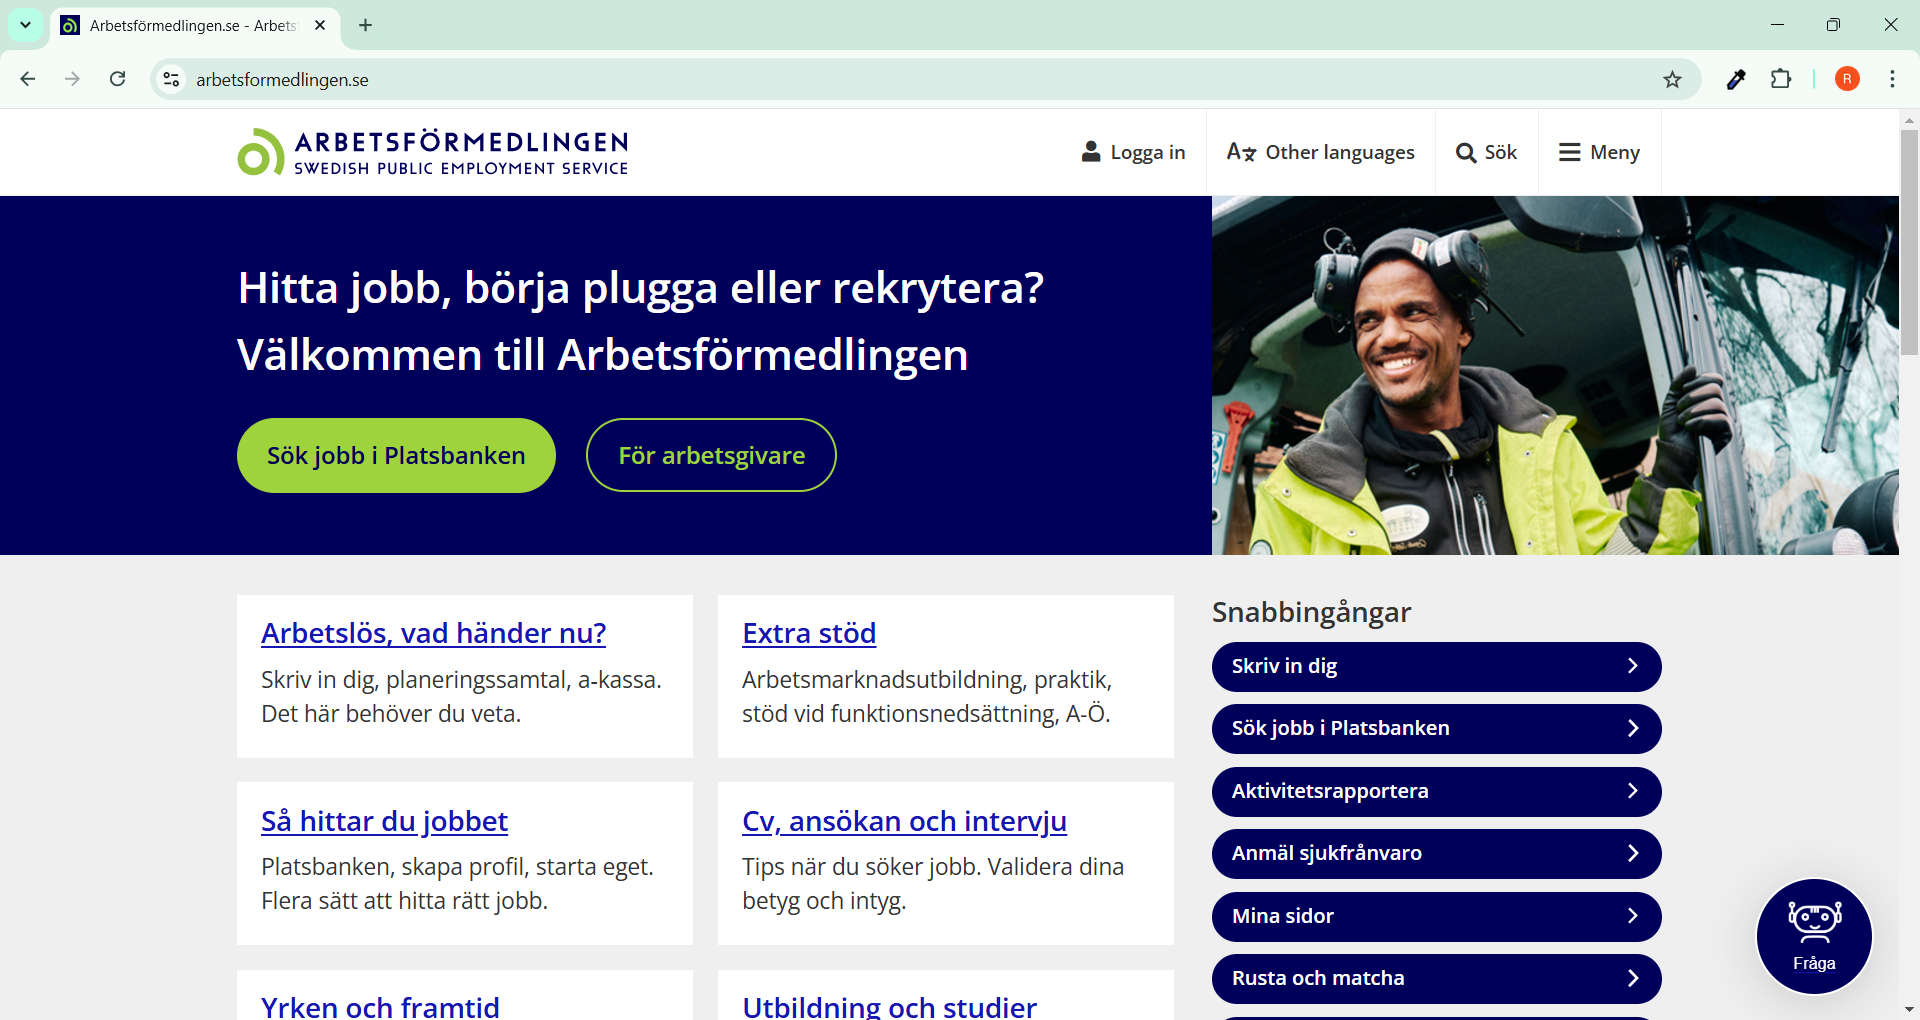 Arbetsförmedlingen.se - Arbets
arbetsformedlingen.se
R
ARBETSFÖRMEDLINGEN
SWEDISH PUBLIC EMPLOYMENT SERVICE
Logga in
Other languages
Sök
Meny
Hitta jobb, börja plugga eller rekrytera?
Välkommen till Arbetsförmedlingen
Sök jobb i Platsbanken
För arbetsgivare
Arbetslös, vad händer nu?
Skriv in dig, planeringssamtal, a-kassa.
Det här behöver du veta.
Extra stöd
Arbetsmarknadsutbildning, praktik,
stöd vid funktionsnedsättning, A-Ö.
Så hittar du jobbet
Platsbanken, skapa profil, starta eget.
Flera sätt att hitta rätt jobb.
Cv, ansökan och intervju
Tips när du söker jobb. Validera dina
betyg och intyg.
Yrken och framtid
Utbildning och studier
Snabbingångar
Skriv in dig
Sök jobb i Platsbanken
Aktivitetsrapportera
Anmäl sjukfrånvaro
Mina sidor
Rusta och matcha
Fråga